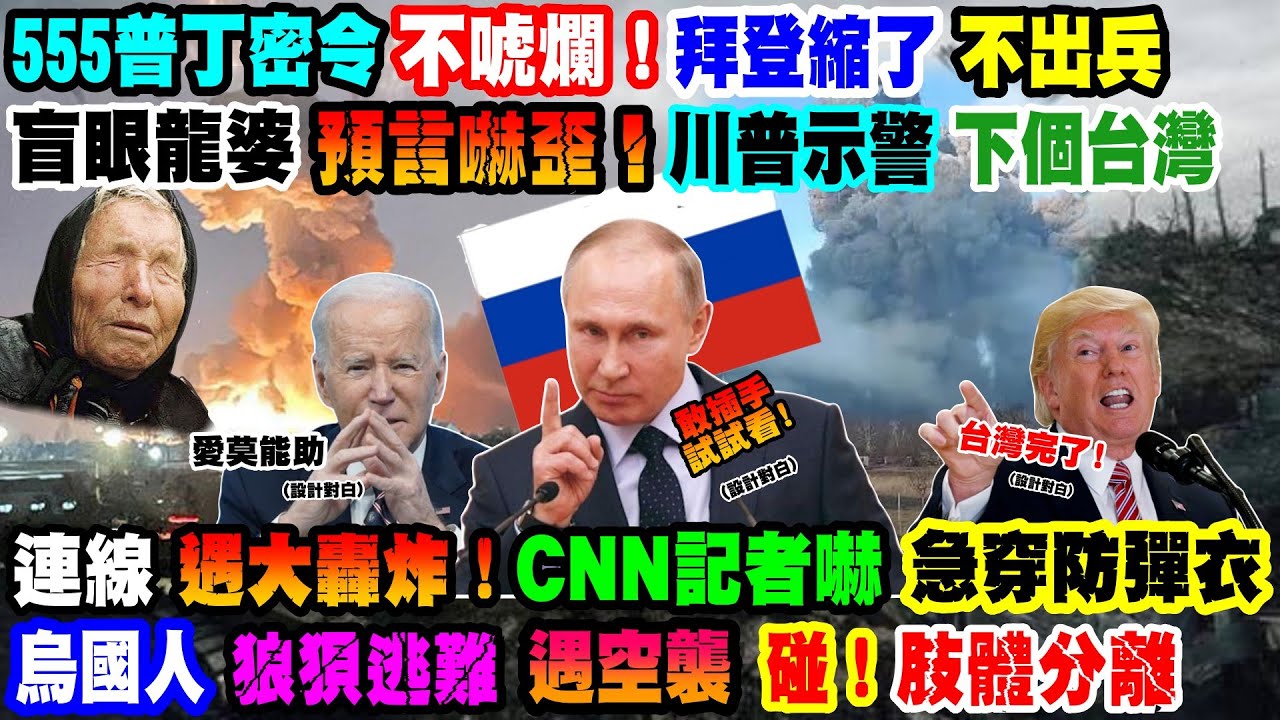 555普丁密令 不唬爛！拜登縮了 不出兵
盲眼龍婆 預言嚇歪！川普示警 下個台灣
敢插手
試試看！
(設計對白)
愛莫能助
(設計對白)
台灣完了！
(設計對白)
連線 遇大轟炸！CNN記者嚇 急穿防彈衣
烏國人 狼狽逃難 遇空襲 碰！肢體分離